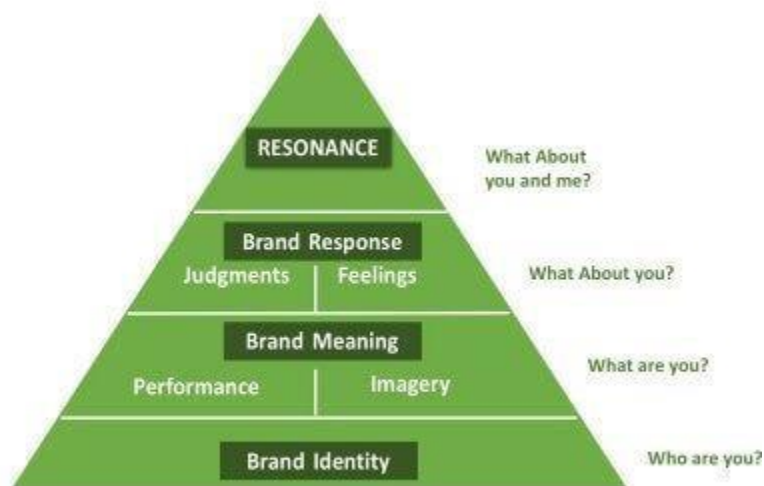 RESONANCE
What About
you and me?
Brand Response
Judgments
Feelings
What About you?
Brand Meaning
Performance
Imagery
What are you?
Brand Identity
Who are you?